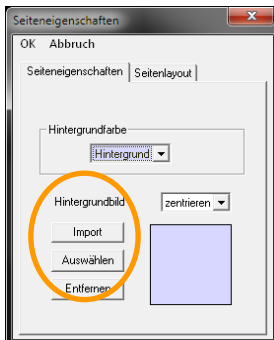 Seiteneigenschaften
OK Abbruch
Seiteneigenschaften Seitenlayout
Hintergrundfarbe
Hintergrund
Hintergrundbild zentrieren
Import
Auswählen
Entfernen